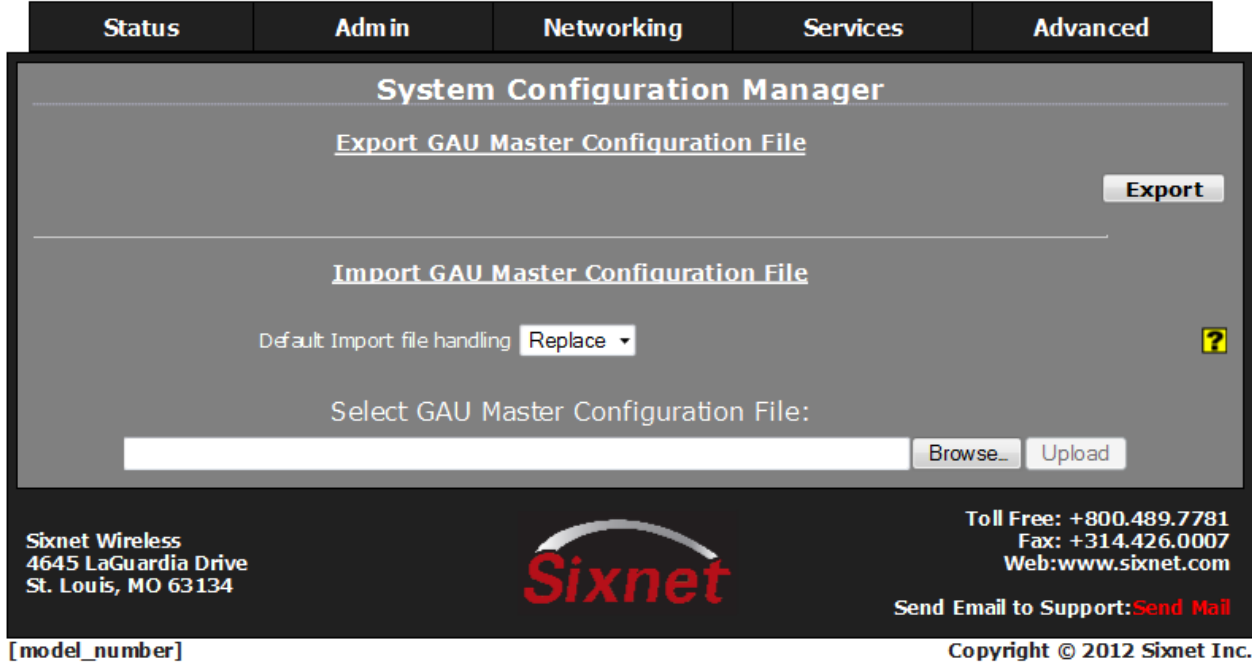 Status Admin Networking Services Advanced
System Configuration Manager
Export GAU Master Configuration File
Export
Import GAU Master Configuration File
Default Import file handling Replace ?
Select GAU Master Configuration File:
Browse... Upload
Sixnet Wireless
4645 LaGuardia Drive
St. Louis, MO 63134
Sixnet
Toll Free: +800.489.7781
Fax: +314.426.0007
Web:www.sixnet.com
Send Email to Support:Send Mail
[model_number] Copyright © 2012 Sixnet Inc.